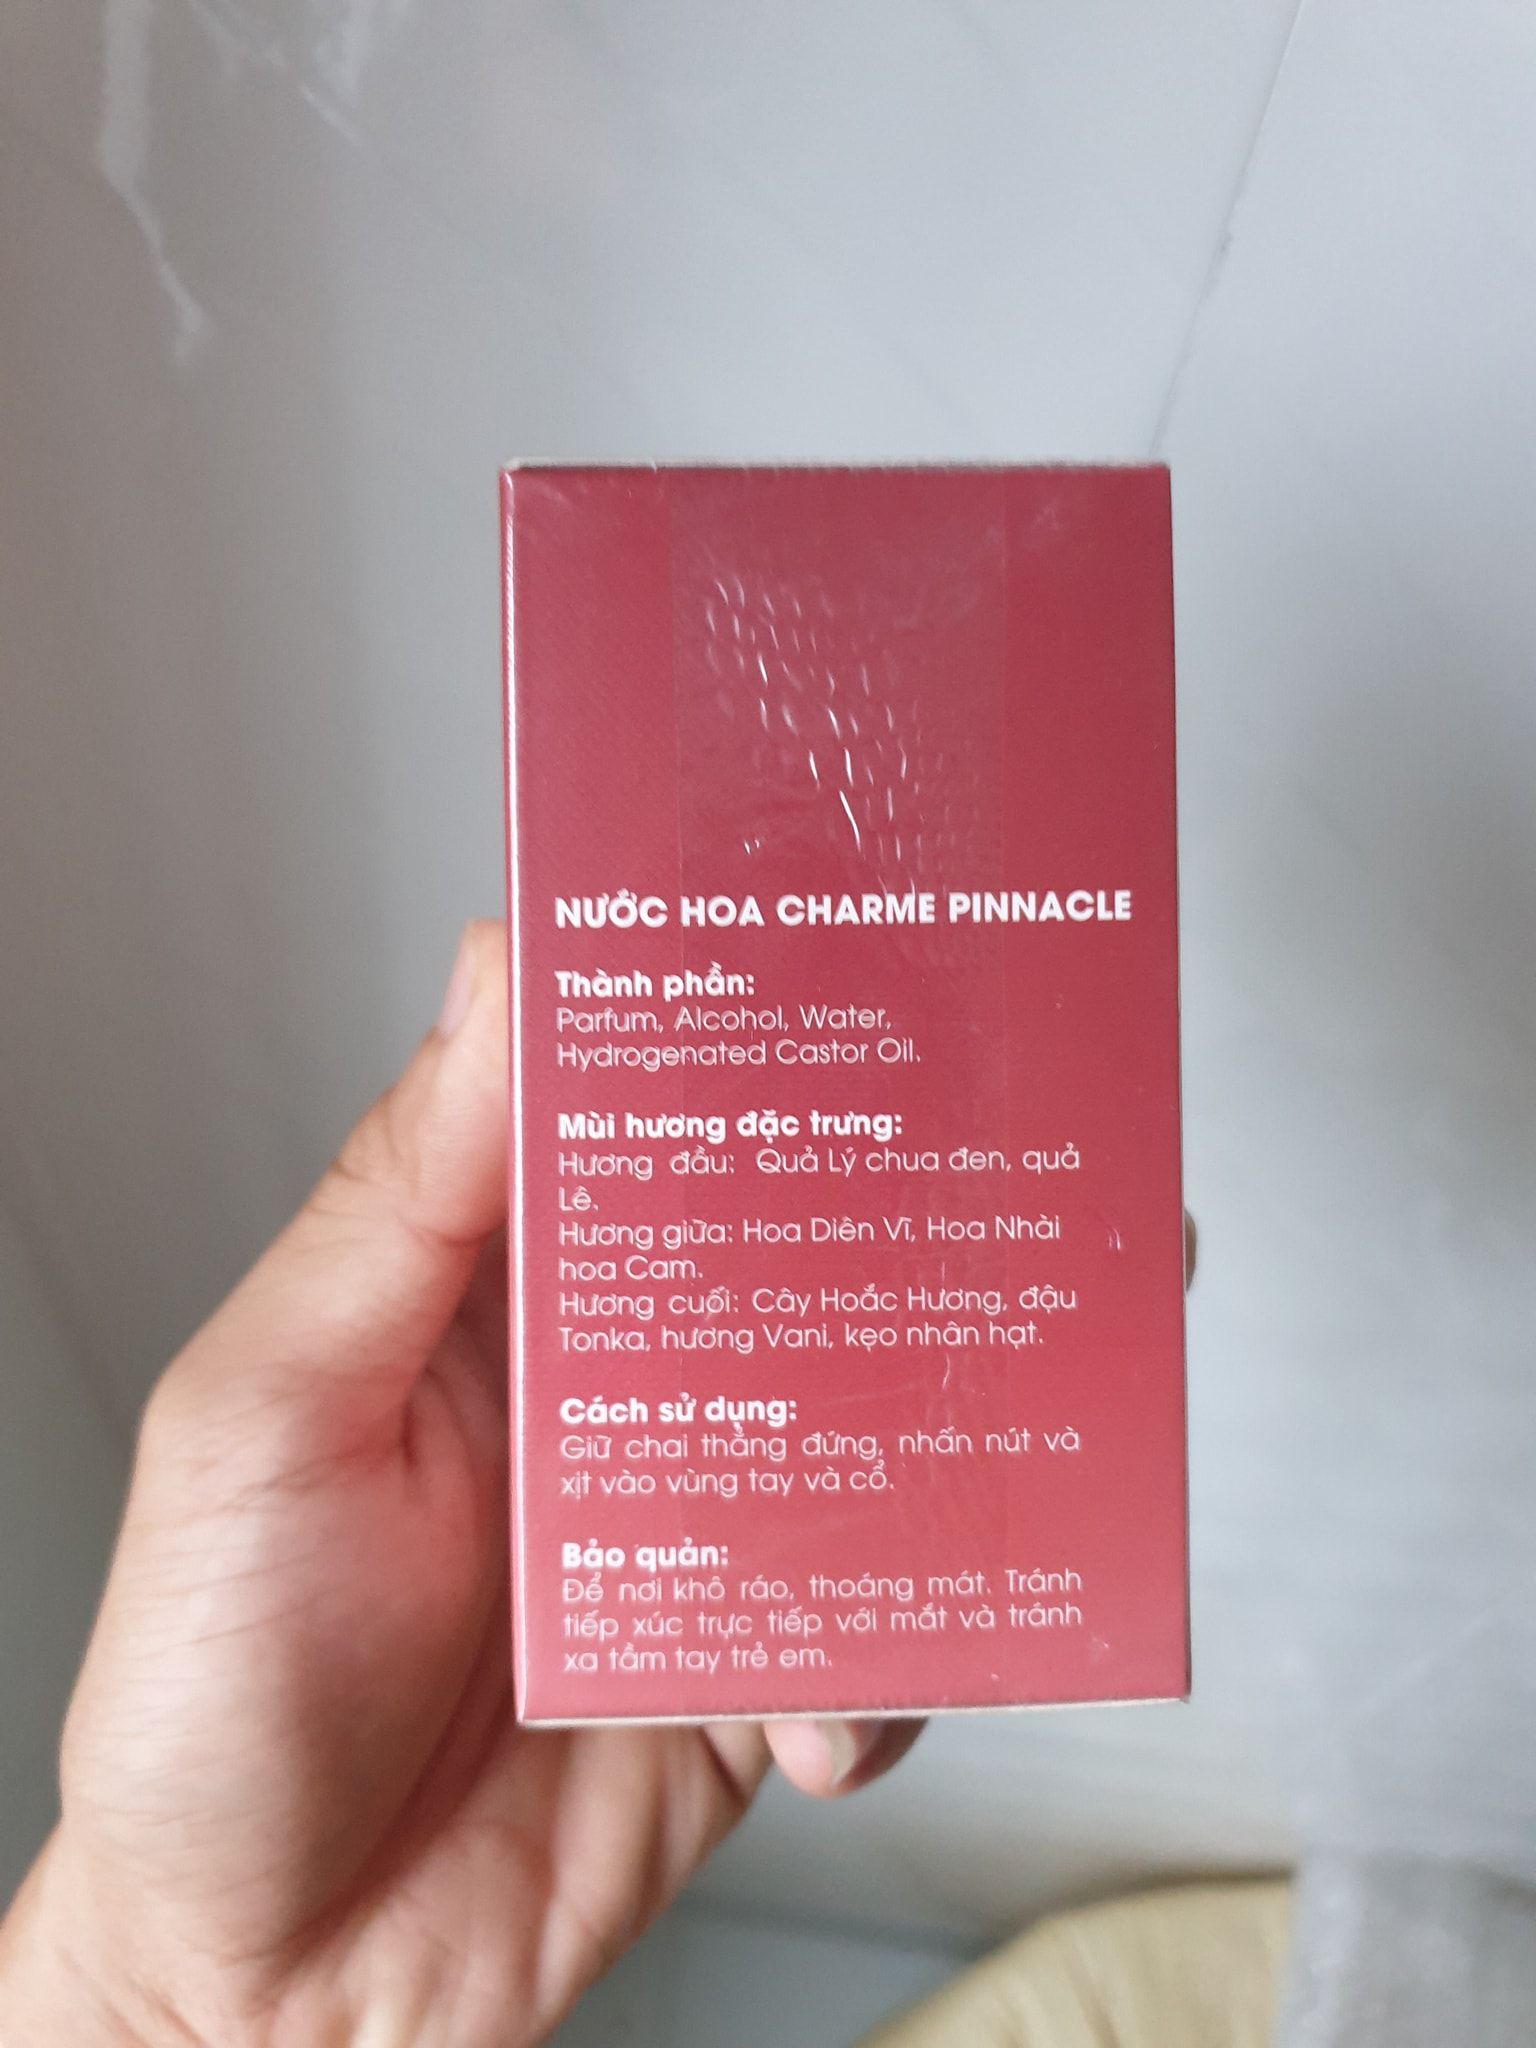 NƯỚC HOA CHARME PINNACLE
Thành phần:
Parfum, Alcohol, Water,
Hydrogenated Castor Oil.
Mùi hương đặc trưng:
Hương đầu: Quả Lý chua đen, quả
Lê.
Hương giữa: Hoa Diên Vĩ, Hoa Nhài
hoa Cam.
Hương cuối: Cây Hoắc Hương, đậu
Tonka, hương Vani, kẹo nhân hạt.
Cách sử dụng:
Giữ chai thẳng đứng, nhấn nút và
xịt vào vùng tay và cổ.
Bảo quản:
Để nơi khô ráo, thoáng mát. Tránh
tiếp xúc trực tiếp với mắt và tránh
xa tầm tay trẻ em.